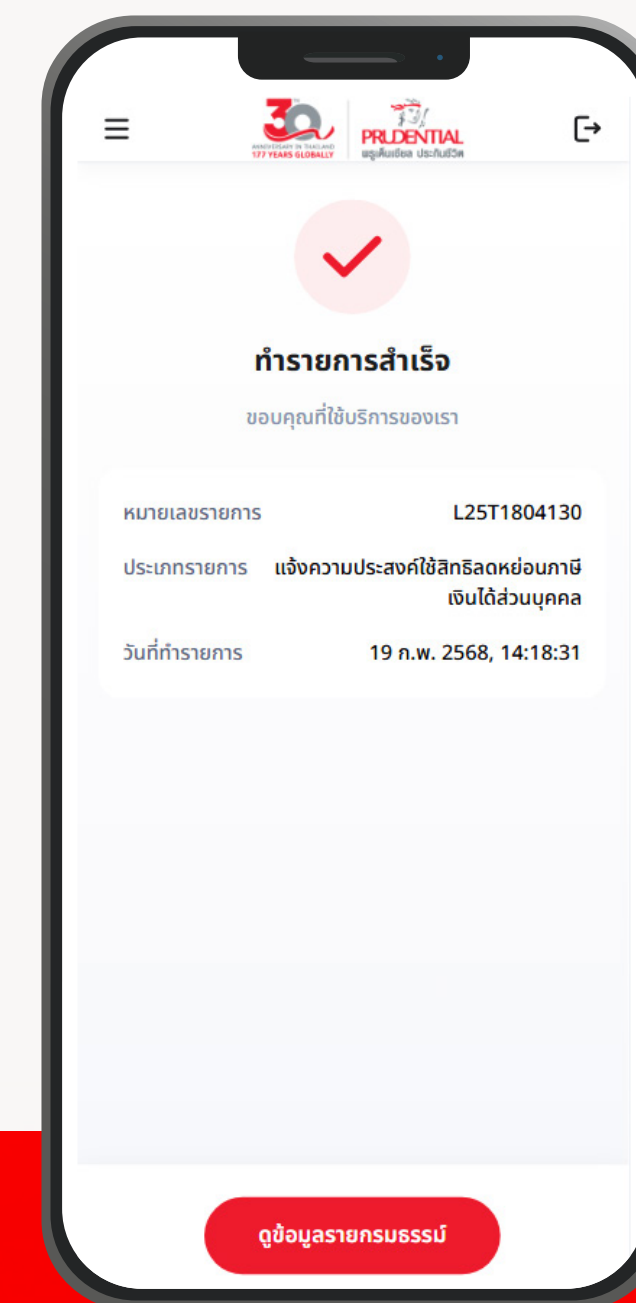 30TH
ANNIVERSARY IN THAILAND
177 YEARS GLOBALLY
PRUDENTIAL
พรูเด็นเชียล ประกันชีวิต
ทำรายการสำเร็จ
ขอบคุณที่ใช้บริการของเรา
หมายเลขรายการ L25T1804130
ประเภทรายการ แจ้งความประสงค์ใช้สิทธิลดหย่อนภาษี
เงินได้ส่วนบุคคล
วันที่ทำรายการ 19 ก.พ. 2568, 14:18:31
ดูข้อมูลรายกรมธรรม์